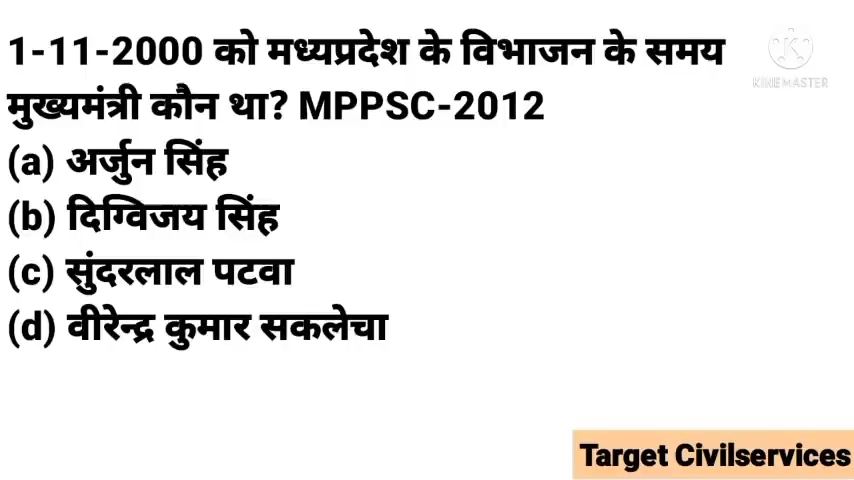 1-11-2000 को मध्यप्रदेश के विभाजन के समय
KINEMASTER
मुख्यमंत्री कौन था? MPPSC-2012
(a) अर्जुन सिंह
(b) दिग्विजय सिंह
(c) सुंदरलाल पटवा
(d) वीरेन्द्र कुमार सकलेचा
Target Civilservices